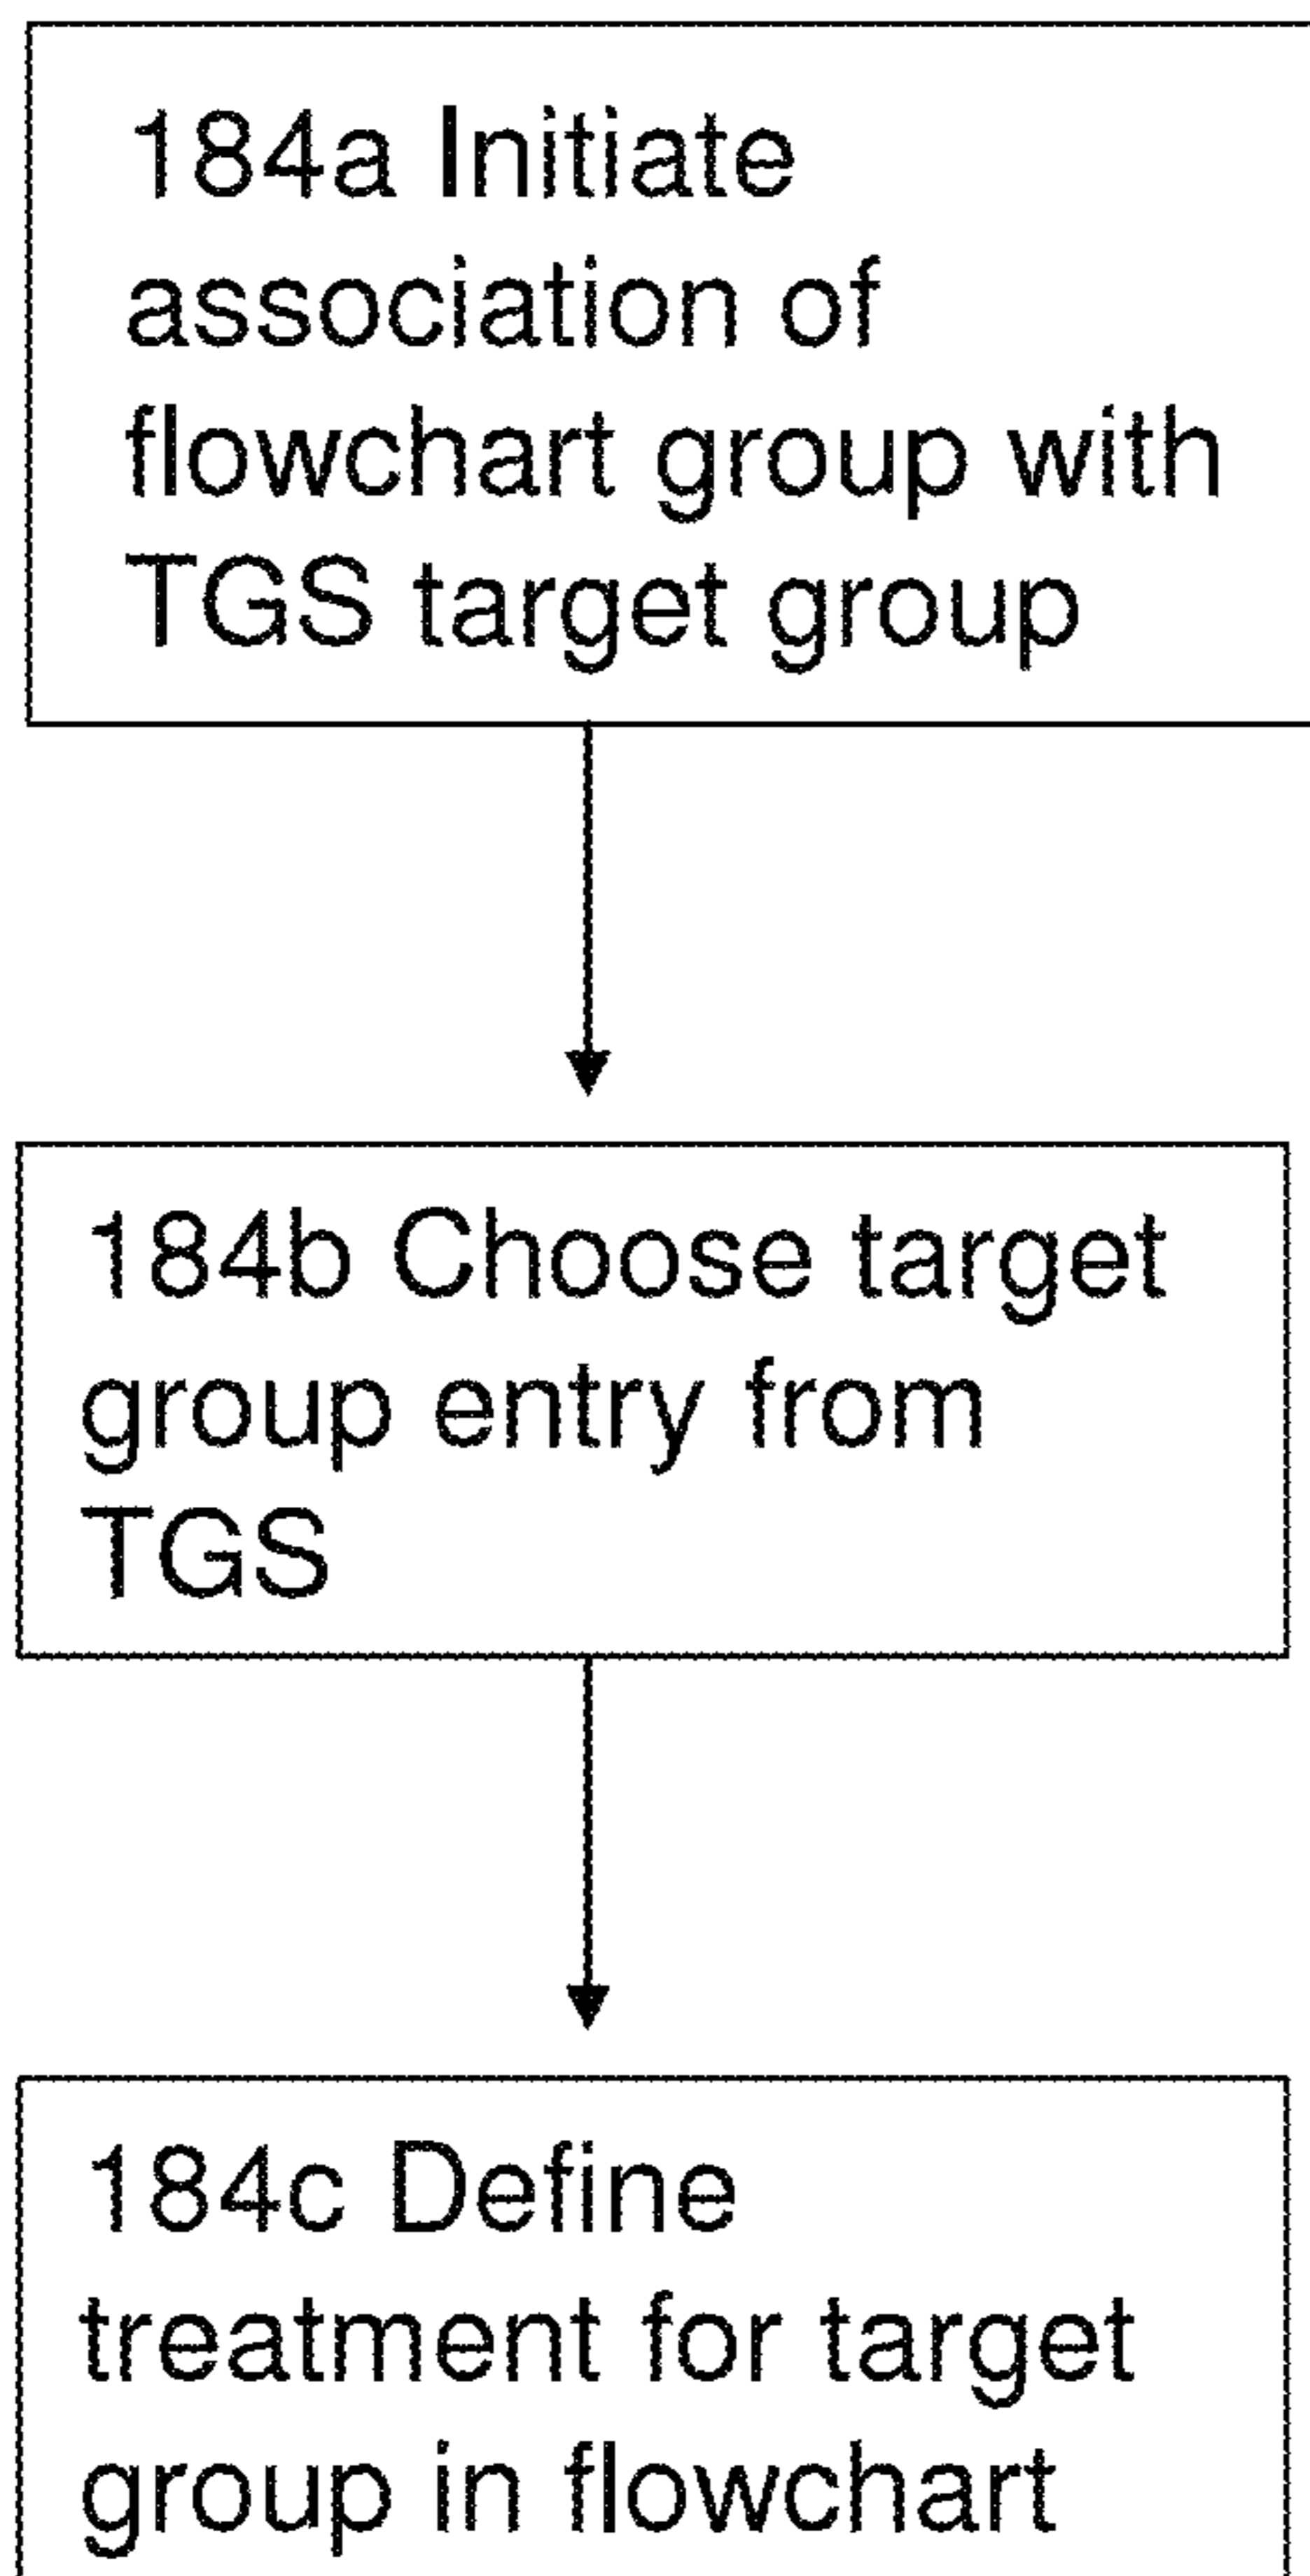 184a Initiate
association of
flowchart group with
TGS target group
184b Choose target
group entry from
TGS
184c Define
treatment for target
group in flowchart